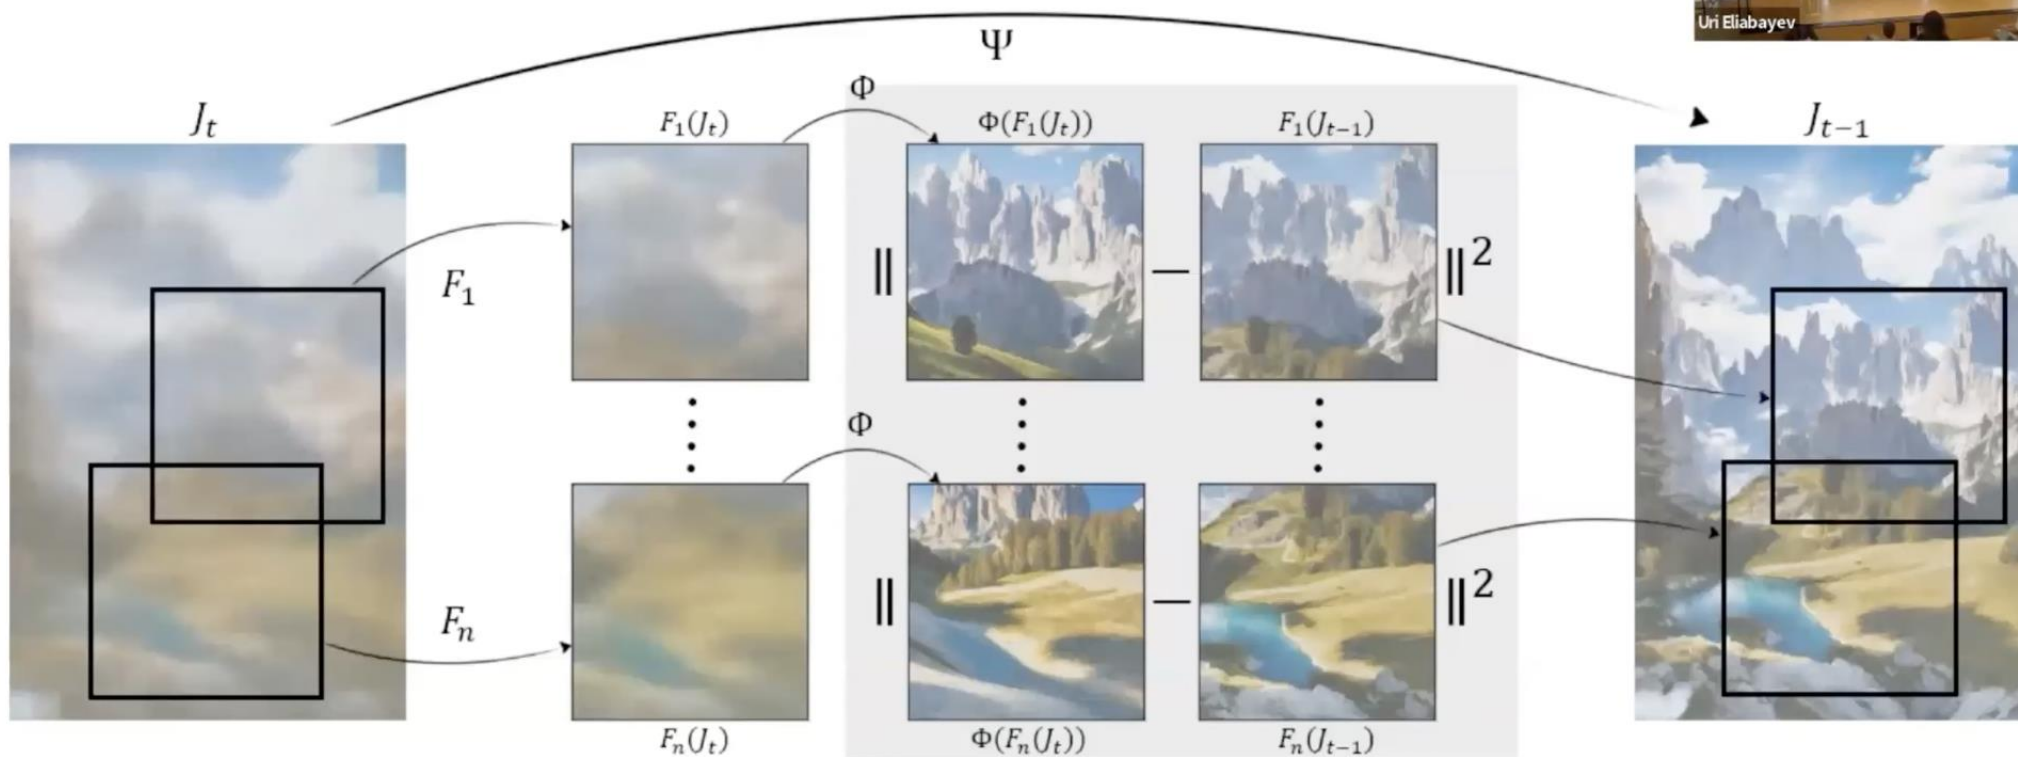 Uri Eliabayev
Ψ
J_t
Φ
F_1(J_t)
Φ(F_1(J_t))
F_1(J_{t-1})
J_{t-1}
F_1
‖ − ‖²
Φ
F_n
‖ − ‖²
F_n(J_t)
Φ(F_n(J_t))
F_n(J_{t-1})